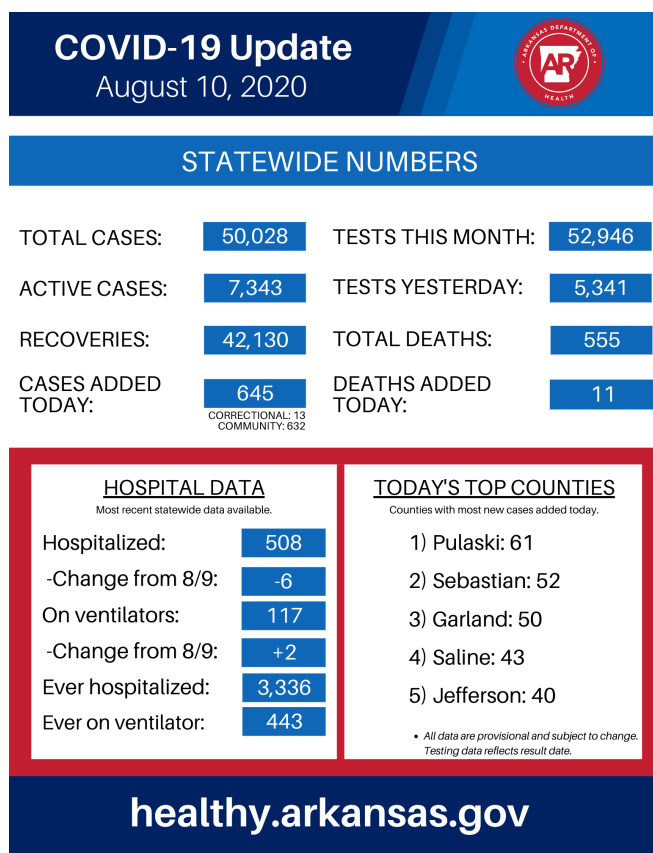 COVID-19 Update
August 10, 2020
ARKANSAS DEPARTMENT OF
AR
HEALTH
STATEWIDE NUMBERS
TOTAL CASES: 50,028
TESTS THIS MONTH: 52,946
ACTIVE CASES: 7,343
TESTS YESTERDAY: 5,341
RECOVERIES: 42,130
TOTAL DEATHS: 555
CASES ADDED
TODAY: 645
CORRECTIONAL: 13
COMMUNITY: 632
DEATHS ADDED
TODAY: 11
HOSPITAL DATA
Most recent statewide data available.
Hospitalized: 508
-Change from 8/9: -6
On ventilators: 117
-Change from 8/9: +2
Ever hospitalized: 3,336
Ever on ventilator: 443
TODAY'S TOP COUNTIES
Counties with most new cases added today.
1) Pulaski: 61
2) Sebastian: 52
3) Garland: 50
4) Saline: 43
5) Jefferson: 40
• All data are provisional and subject to change.
Testing data reflects result date.
healthy.arkansas.gov